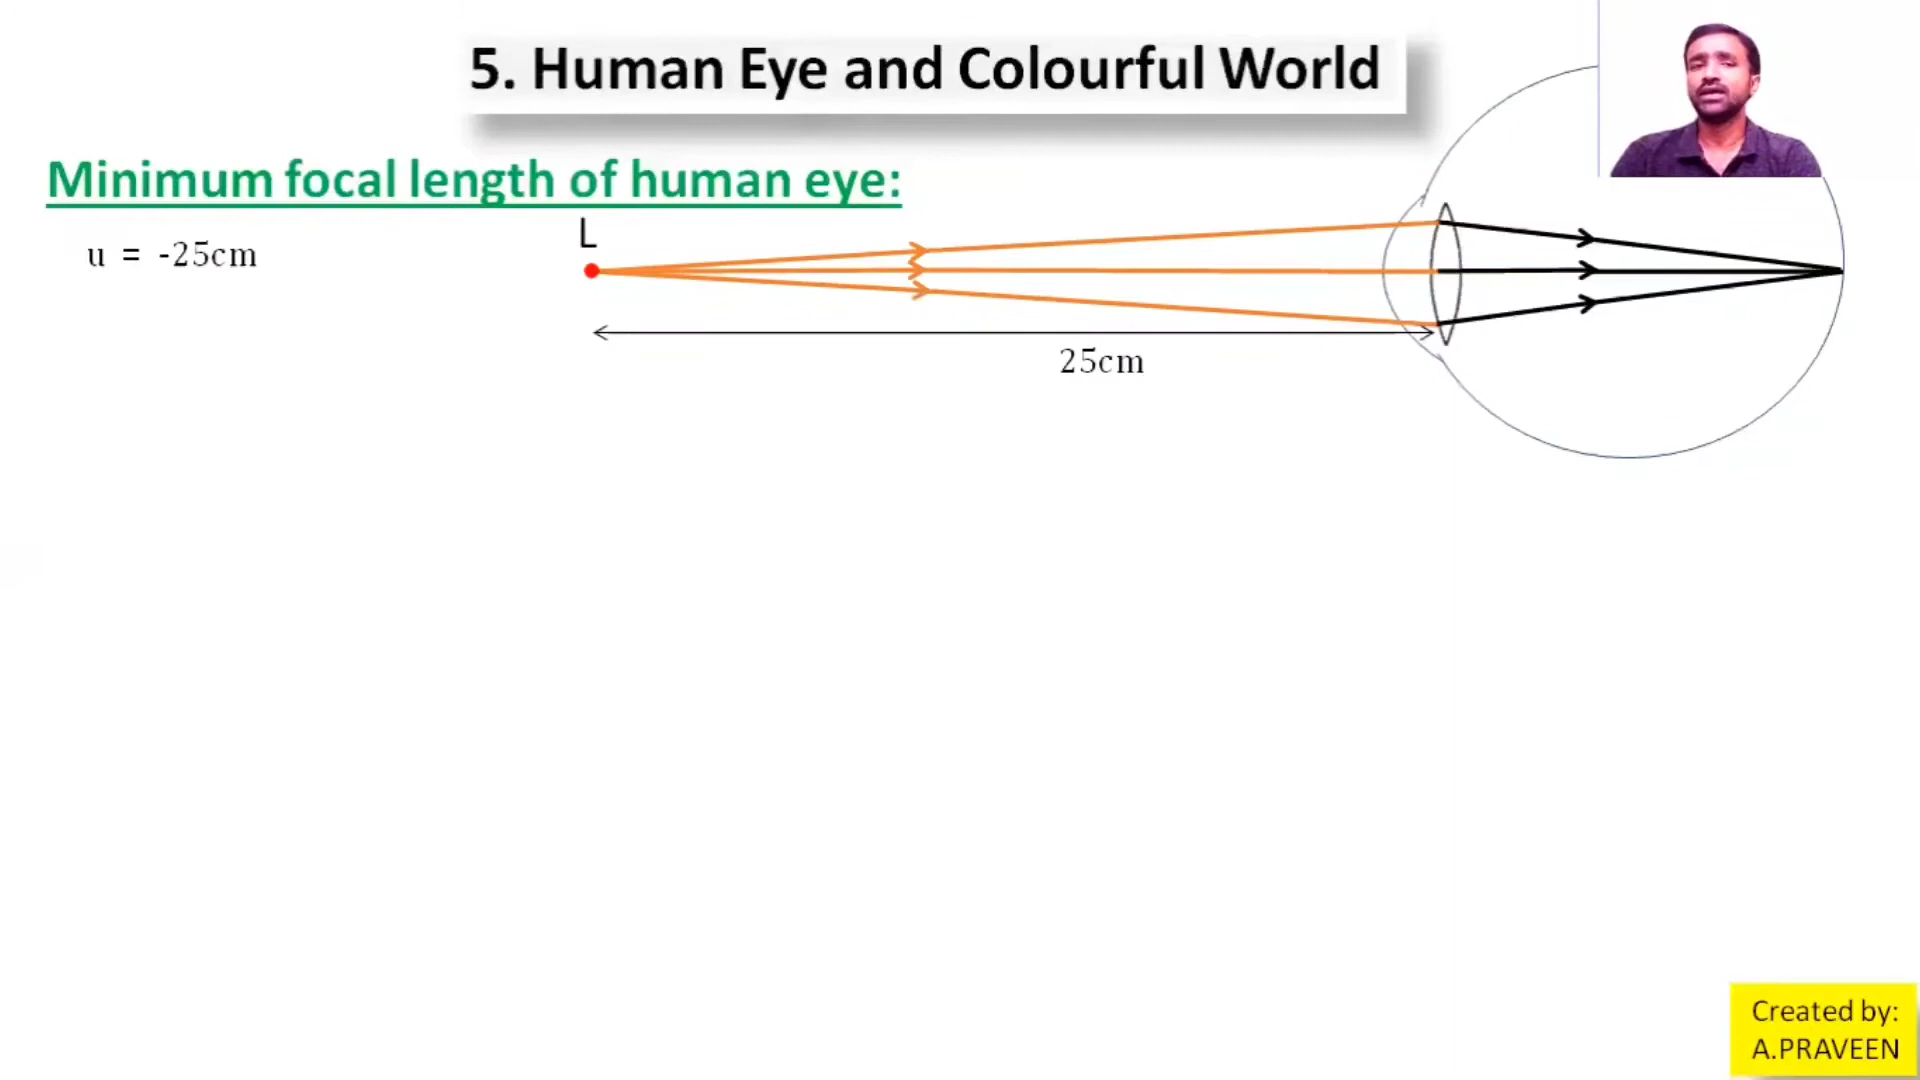 5. Human Eye and Colourful World
Minimum focal length of human eye:
L
u = -25cm
25cm
Created by:
A.PRAVEEN